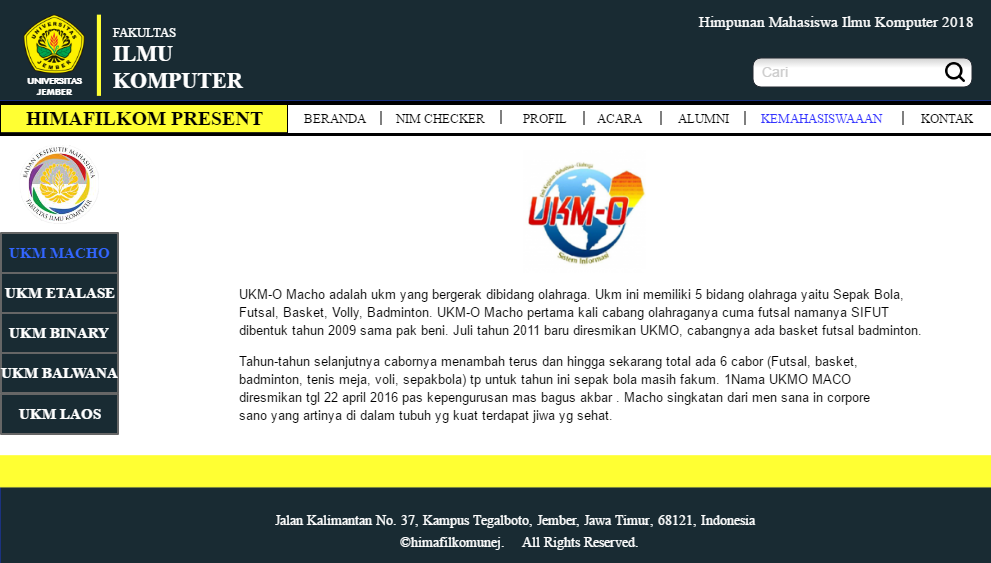 Himpunan Mahasiswa Ilmu Komputer 2018
UNIVERSITAS
JEMBER
UNIVERSITAS
JEMBER
FAKULTAS
ILMU
KOMPUTER
Cari
HIMAFILKOM PRESENT
BERANDA | NIM CHECKER | PROFIL | ACARA | ALUMNI | KEMAHASISWAAAN | KONTAK
BADAN EKSEKUTIF MAHASISWA
FAKULTAS ILMU KOMPUTER
UKM MACHO
UKM ETALASE
UKM BINARY
UKM BALWANA
UKM LAOS
Unit Kegiatan Mahasiswa - Olahraga
UKM-O
Sistem Informasi
UKM-O Macho adalah ukm yang bergerak dibidang olahraga. Ukm ini memiliki 5 bidang olahraga yaitu Sepak Bola,
Futsal, Basket, Volly, Badminton. UKM-O Macho pertama kali cabang olahraganya cuma futsal namanya SIFUT
dibentuk tahun 2009 sama pak beni. Juli tahun 2011 baru diresmikan UKMO, cabangnya ada basket futsal badminton.
Tahun-tahun selanjutnya cabornya menambah terus dan hingga sekarang total ada 6 cabor (Futsal, basket,
badminton, tenis meja, voli, sepakbola) tp untuk tahun ini sepak bola masih fakum. 1Nama UKMO MACO
diresmikan tgl 22 april 2016 pas kepengurusan mas bagus akbar . Macho singkatan dari men sana in corpore
sano yang artinya di dalam tubuh yg kuat terdapat jiwa yg sehat.
Jalan Kalimantan No. 37, Kampus Tegalboto, Jember, Jawa Timur, 68121, Indonesia
©himafilkomunej. All Rights Reserved.